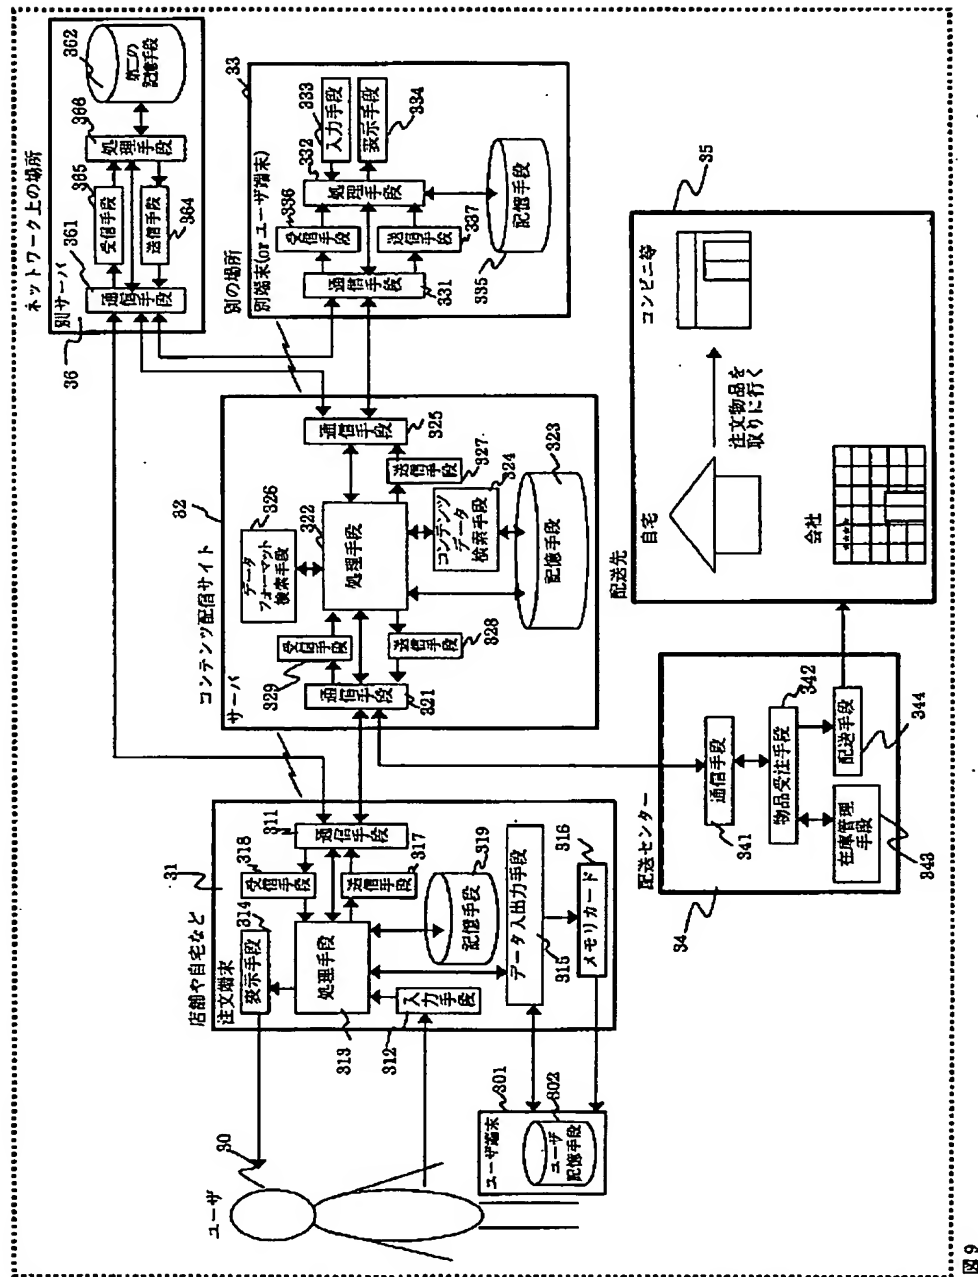 ユーザ
30
ユーザ端末
301
ユーザ
記憶手段
302
店舗や自宅など
31
注文端末
表示手段
314
受信手段
318
通信手段
311
処理手段
313
送信手段
317
入力手段
312
記憶手段
319
データ入出力手段
315
メモリカード
316
コンテンツ配信サイト
32
サーバ
データ
フォーマット
検索手段
326
受信手段
329
処理手段
322
通信手段
325
通信手段
321
送信手段
328
送信手段
327
コンテンツ
データ
検索手段
324
記憶手段
323
ネットワーク上の場所
36
別サーバ
通信手段
361
受信手段
365
送信手段
364
処理手段
366
第二の
記憶手段
362
別の場所
33
別端末(or ユーザ端末)
通信手段
331
受信手段
336
送信手段
337
処理手段
332
入力手段
333
表示手段
334
記憶手段
335
配送センター
34
通信手段
341
物品受注手段
342
在庫管理
手段
343
配送手段
344
配送先
35
自宅
注文物品を
取りに行く
コンビニ等
会社
****
図9